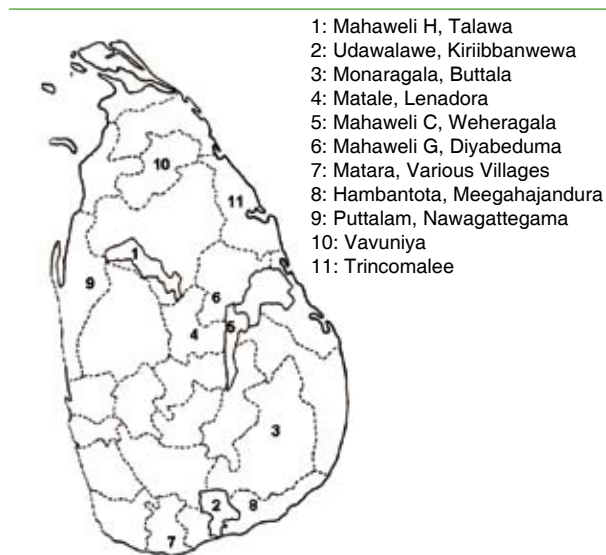 1: Mahaweli H, Talawa
2: Udawalawe, Kiriibbanwewa
3: Monaragala, Buttala
4: Matale, Lenadora
5: Mahaweli C, Weheragala
6: Mahaweli G, Diyabeduma
7: Matara, Various Villages
8: Hambantota, Meegahajandura
9: Puttalam, Nawagattegama
10: Vavuniya
11: Trincomalee
10
11
1
9
6
5
4
3
2
8
7